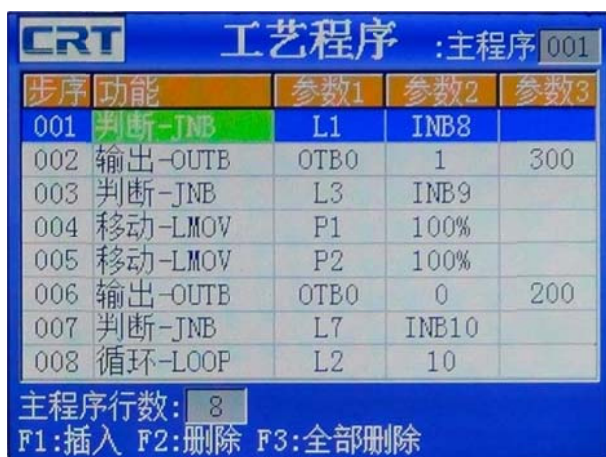 CRT 工艺程序 :主程序 001
步序 功能 参数1 参数2 参数3
001 判断-JNB L1 INB8
002 输出-OUTB OTB0 1 300
003 判断-JNB L3 INB9
004 移动-LMOV P1 100%
005 移动-LMOV P2 100%
006 输出-OUTB OTB0 0 200
007 判断-JNB L7 INB10
008 循环-LOOP L2 10
主程序行数: 8
F1:插入 F2:删除 F3:全部删除